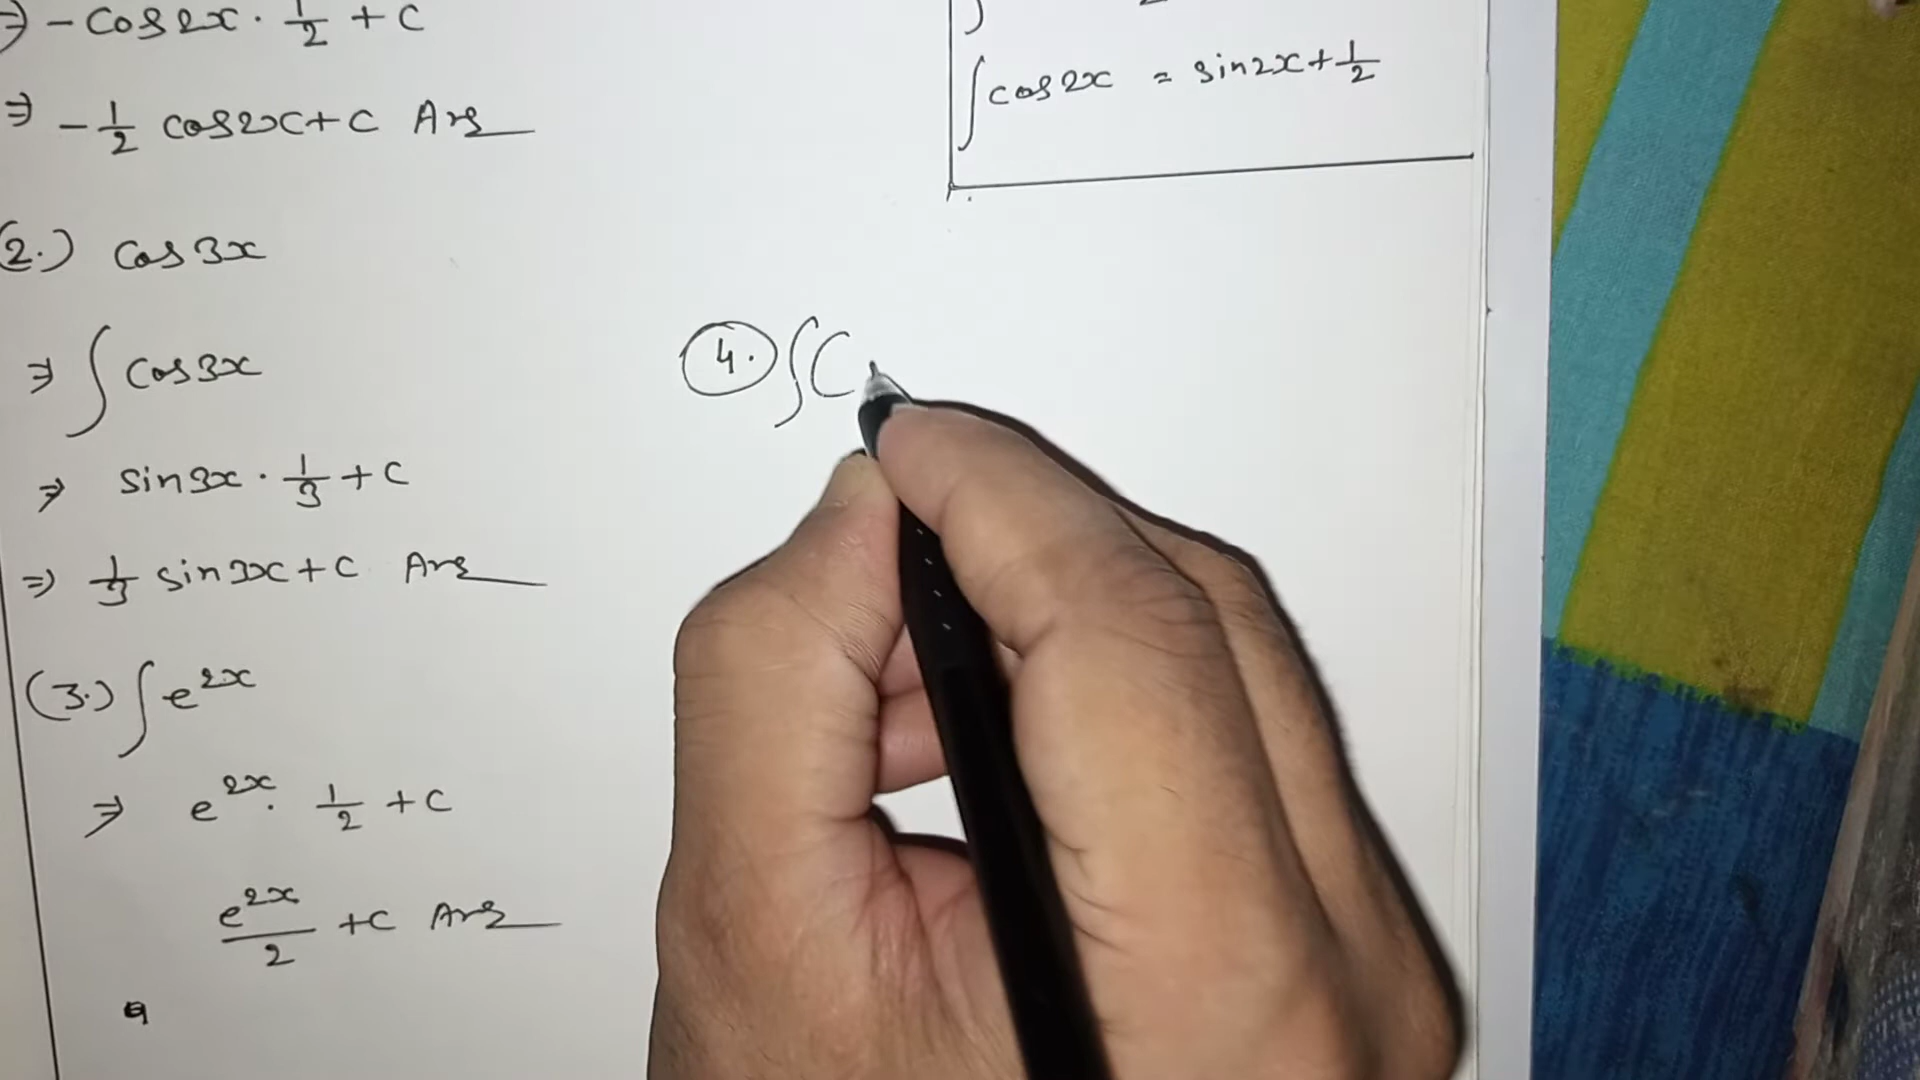 ⇒ -cos2x · 1/2 + c
⇒ -1/2 cos2x + c Ans
(2.) cos3x
⇒ ∫cos3x
⇒ sin3x · 1/3 + c
⇒ 1/3 sin3x + c Ans
(3.) ∫e^2x
⇒ e^2x · 1/2 + c
e^2x/2 + c Ans
∫cos2x = sin2x + 1/2
4. ∫(